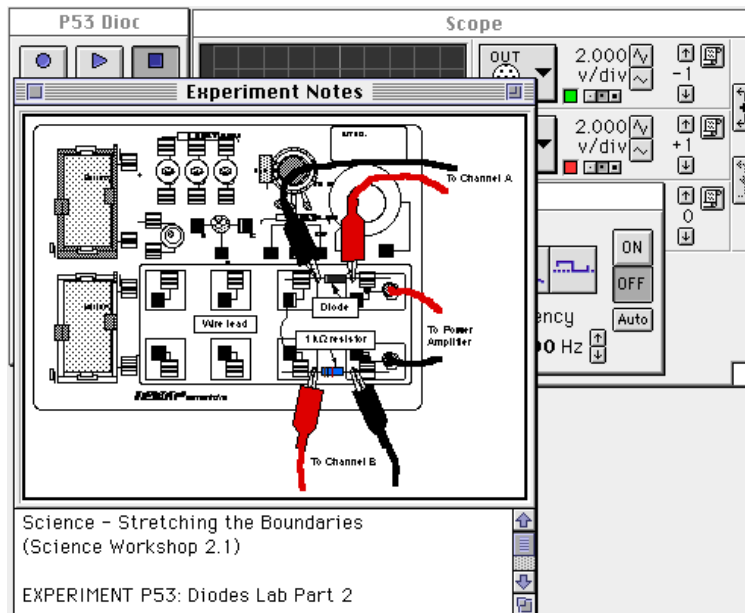 P53 Dioc
Scope
OUT
2.000
v/div
-1
Experiment Notes
2.000
v/div
+1
To Channel A
0
ON
OFF
Diode
Wire lead
1 kΩ resistor
To Power
Amplifier
ency
Auto
00 Hz
To Channel B
Science - Stretching the Boundaries
(Science Workshop 2.1)
EXPERIMENT P53: Diodes Lab Part 2